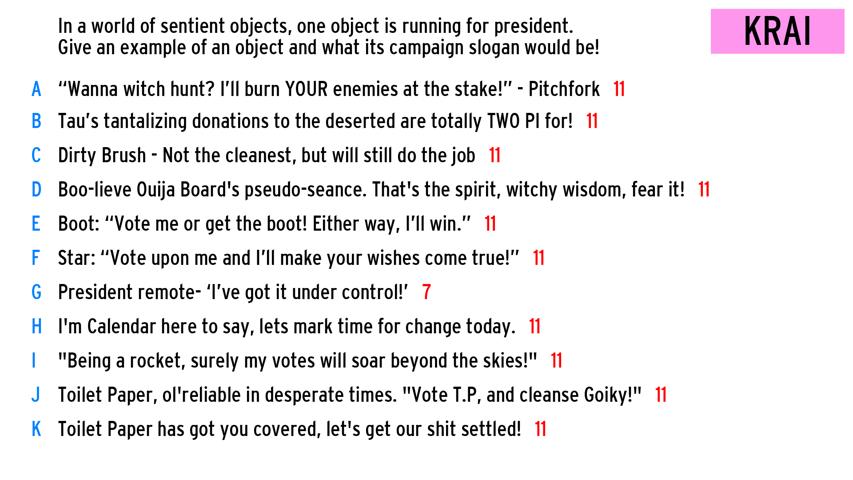 In a world of sentient objects, one object is running for president.
Give an example of an object and what its campaign slogan would be!
KRAI
A “Wanna witch hunt? I’ll burn YOUR enemies at the stake!” - Pitchfork 11
B Tau’s tantalizing donations to the deserted are totally TWO PI for! 11
C Dirty Brush - Not the cleanest, but will still do the job 11
D Boo-lieve Ouija Board's pseudo-seance. That's the spirit, witchy wisdom, fear it! 11
E Boot: “Vote me or get the boot! Either way, I’ll win.” 11
F Star: “Vote upon me and I’ll make your wishes come true!” 11
G President remote- ‘I’ve got it under control!’ 7
H I'm Calendar here to say, lets mark time for change today. 11
I "Being a rocket, surely my votes will soar beyond the skies!" 11
J Toilet Paper, ol'reliable in desperate times. "Vote T.P, and cleanse Goiky!" 11
K Toilet Paper has got you covered, let's get our shit settled! 11